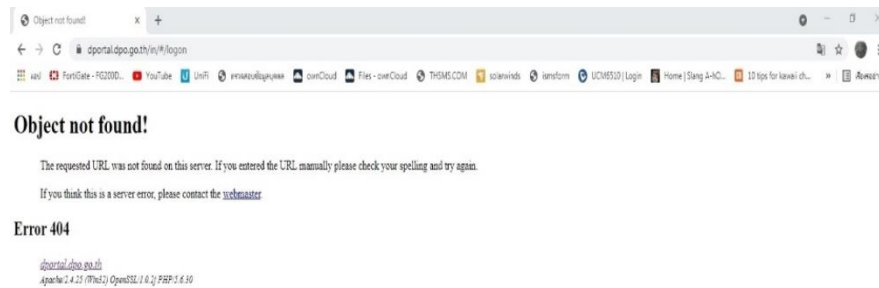 Object not found!
dportal.dpo.go.th/in/#/logon
FortiGate - FG200D... YouTube UniFi ownCloud Files - ownCloud THSMS.COM solarwinds ismsform UCM6510 | Login Home | Slang A-hO... 10 tips for kawaii ch... »
Object not found!
The requested URL was not found on this server. If you entered the URL manually please check your spelling and try again.
If you think this is a server error, please contact the webmaster.
Error 404
dportal.dpo.go.th
Apache/2.4.25 (Win32) OpenSSL/1.0.2j PHP/5.6.30